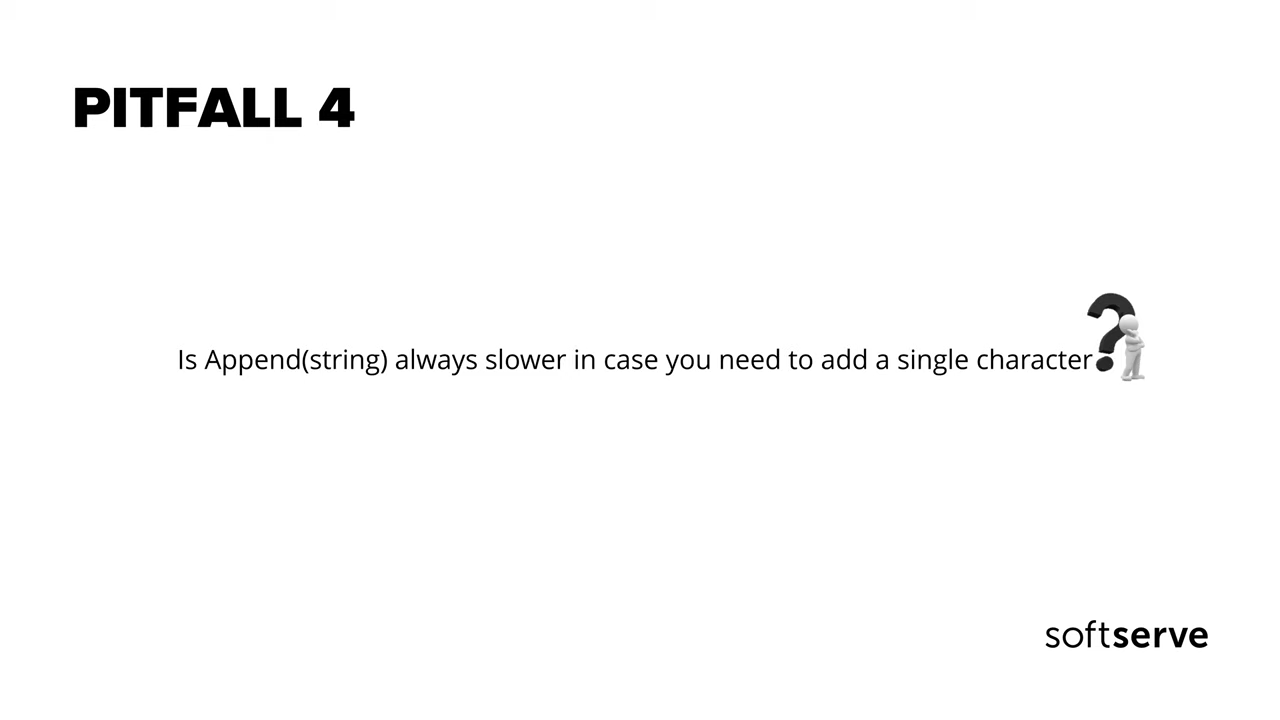 PITFALL 4
Is Append(string) always slower in case you need to add a single character?
softserve